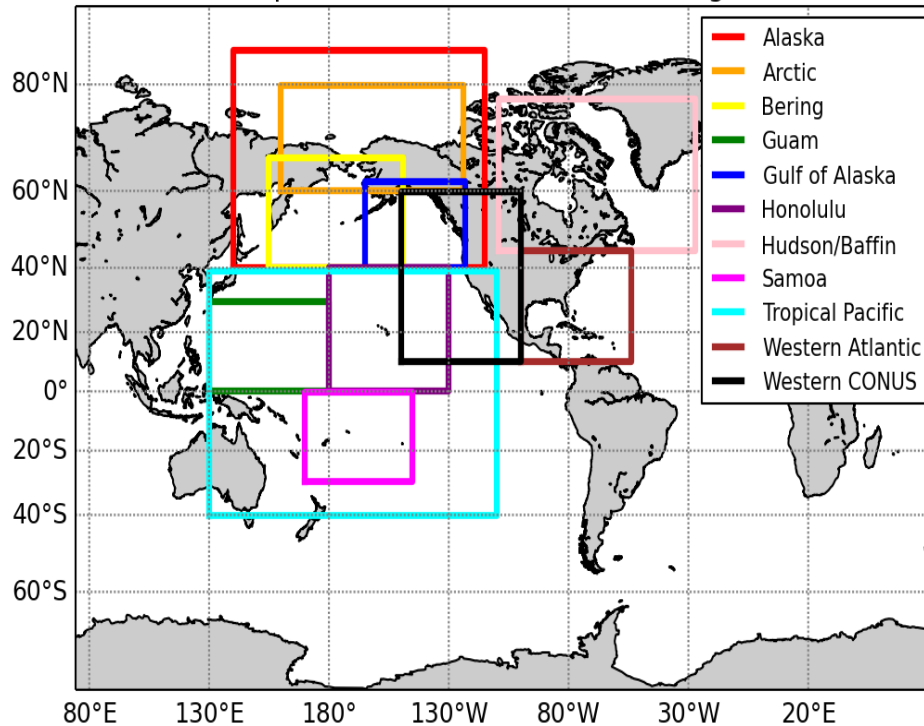 Alaska
Arctic
Bering
Guam
Gulf of Alaska
Honolulu
Hudson/Baffin
Samoa
Tropical Pacific
Western Atlantic
Western CONUS
80°N
60°N
40°N
20°N
0°
20°S
40°S
60°S
80°E 130°E 180° 130°W 80°W 30°W 20°E